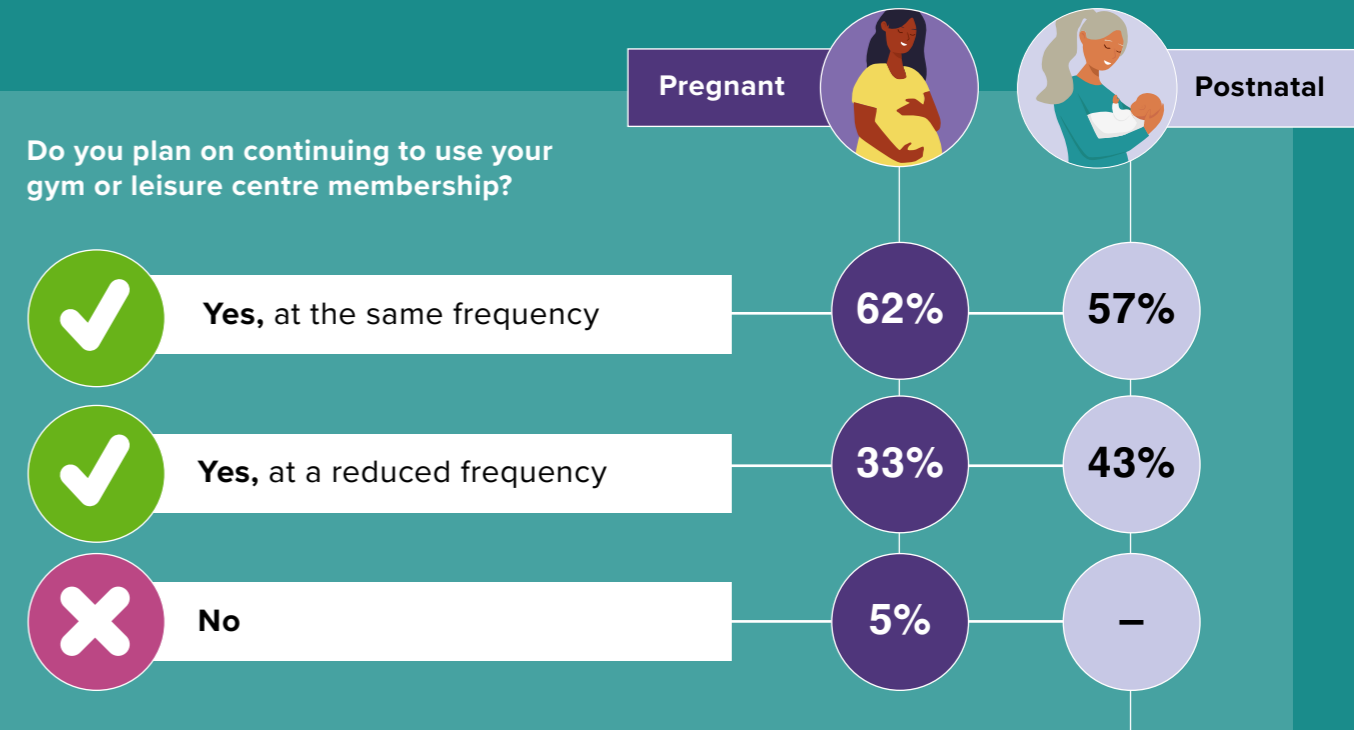 Pregnant
Postnatal
Do you plan on continuing to use your
gym or leisure centre membership?
Yes, at the same frequency
62%
57%
Yes, at a reduced frequency
33%
43%
No
5%
–